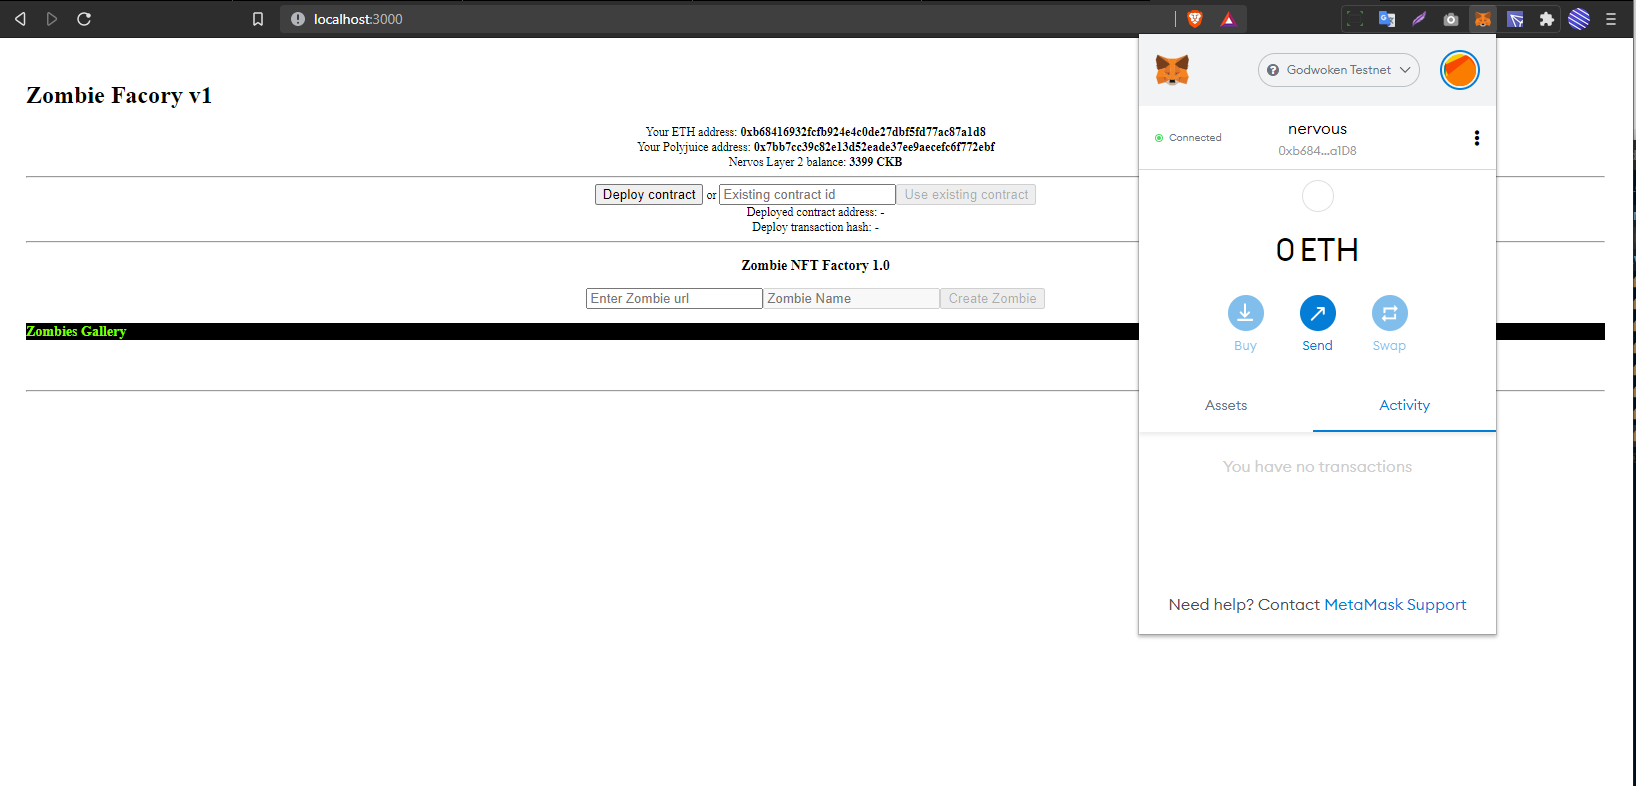 localhost:3000
Zombie Facory v1
Your ETH address: 0xb68416932fcfb924e4c0de27dbf5fd77ac87a1d8
Your Polyjuice address: 0x7bb7cc39c82e13d52eade37ee9aecefc6f772ebf
Nervos Layer 2 balance: 3399 CKB
Deploy contract or Existing contract id Use existing contract
Deployed contract address: -
Deploy transaction hash: -
Zombie NFT Factory 1.0
Enter Zombie url Zombie Name Create Zombie
Zombies Gallery
Godwoken Testnet
Connected
nervous
0xb684...a1D8
0 ETH
Buy Send Swap
Assets Activity
You have no transactions
Need help? Contact MetaMask Support